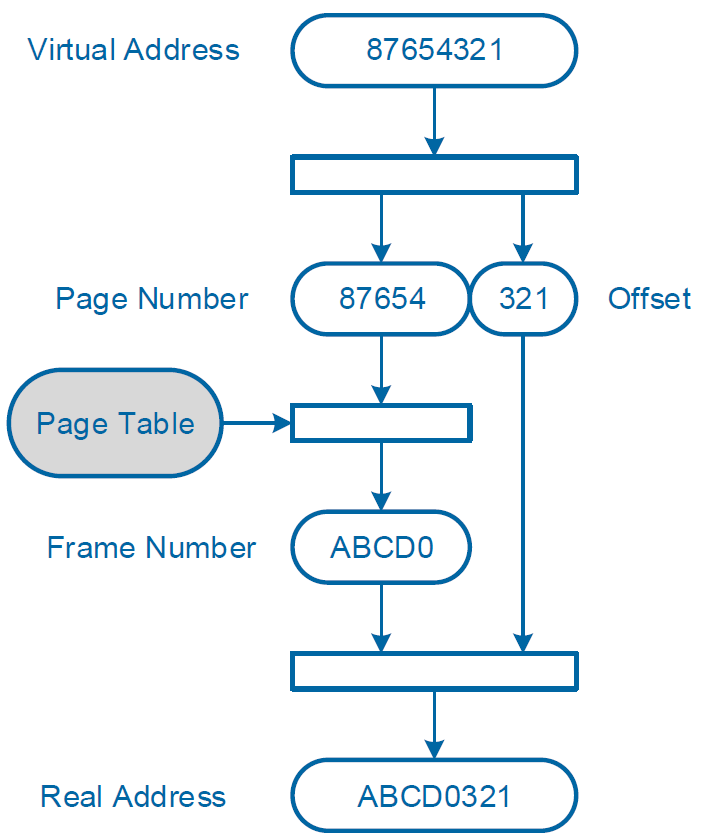 Virtual Address
87654321
Page Number
87654
321
Offset
Page Table
Frame Number
ABCD0
Real Address
ABCD0321